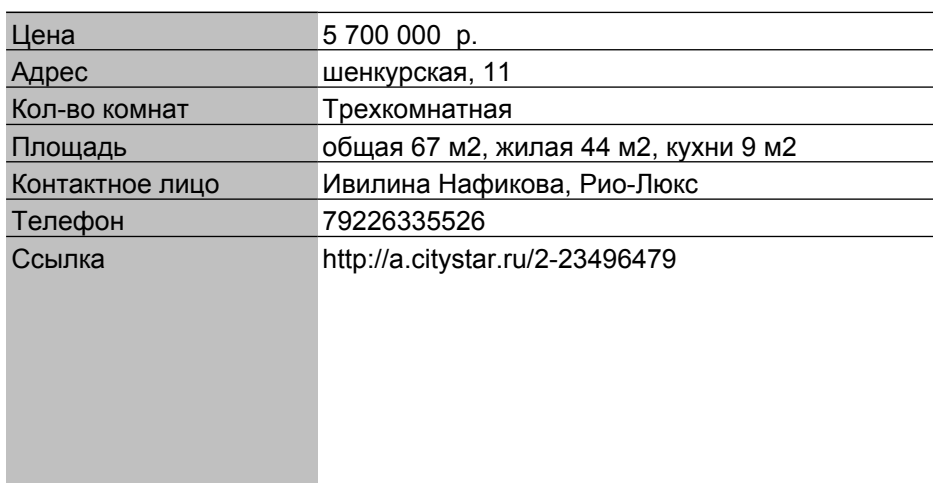 Цена 5 700 000 р.
Адрес шенкурская, 11
Кол-во комнат Трехкомнатная
Площадь общая 67 м2, жилая 44 м2, кухни 9 м2
Контактное лицо Ивилина Нафикова, Рио-Люкс
Телефон 79226335526
Ссылка http://a.citystar.ru/2-23496479